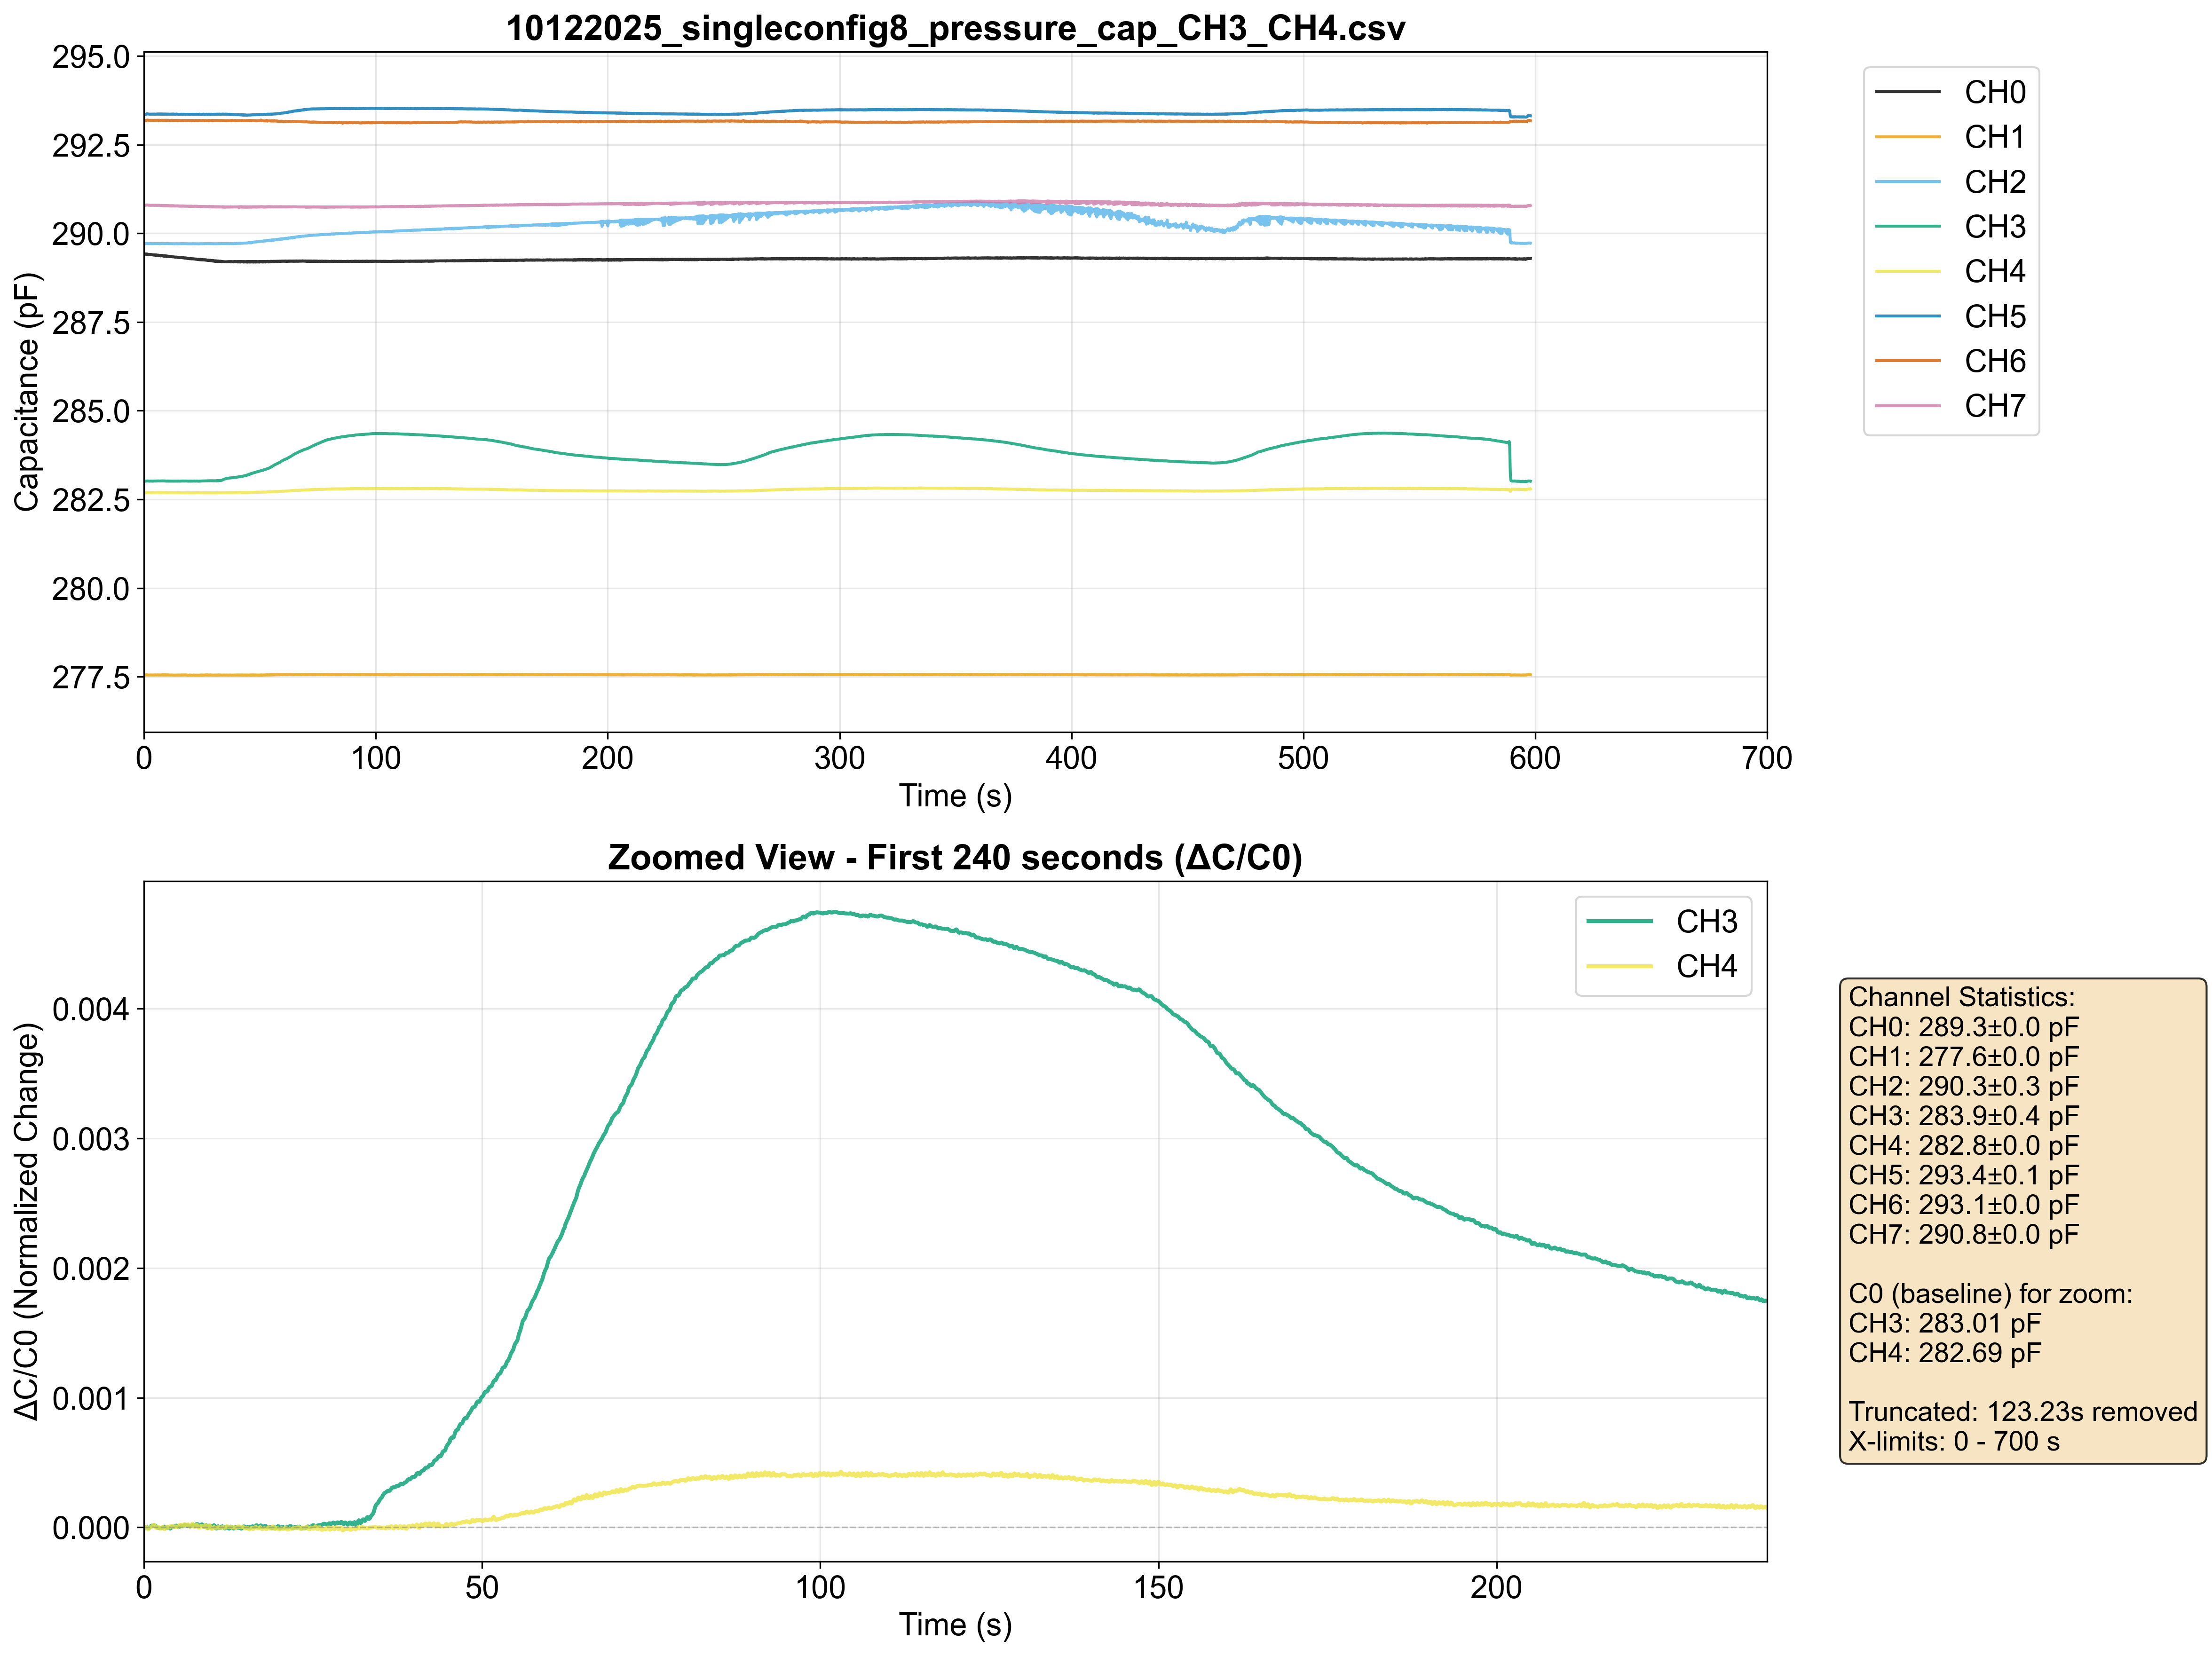 10122025_singleconfig8_pressure_cap_CH3_CH4.csv
Capacitance (pF)
295.0
292.5
290.0
287.5
285.0
282.5
280.0
277.5
0 100 200 300 400 500 600 700
Time (s)
CH0
CH1
CH2
CH3
CH4
CH5
CH6
CH7
Zoomed View - First 240 seconds (ΔC/C0)
ΔC/C0 (Normalized Change)
0.004
0.003
0.002
0.001
0.000
0 50 100 150 200
Time (s)
CH3
CH4
Channel Statistics:
CH0: 289.3±0.0 pF
CH1: 277.6±0.0 pF
CH2: 290.3±0.3 pF
CH3: 283.9±0.4 pF
CH4: 282.8±0.0 pF
CH5: 293.4±0.1 pF
CH6: 293.1±0.0 pF
CH7: 290.8±0.0 pF
C0 (baseline) for zoom:
CH3: 283.01 pF
CH4: 282.69 pF
Truncated: 123.23s removed
X-limits: 0 - 700 s